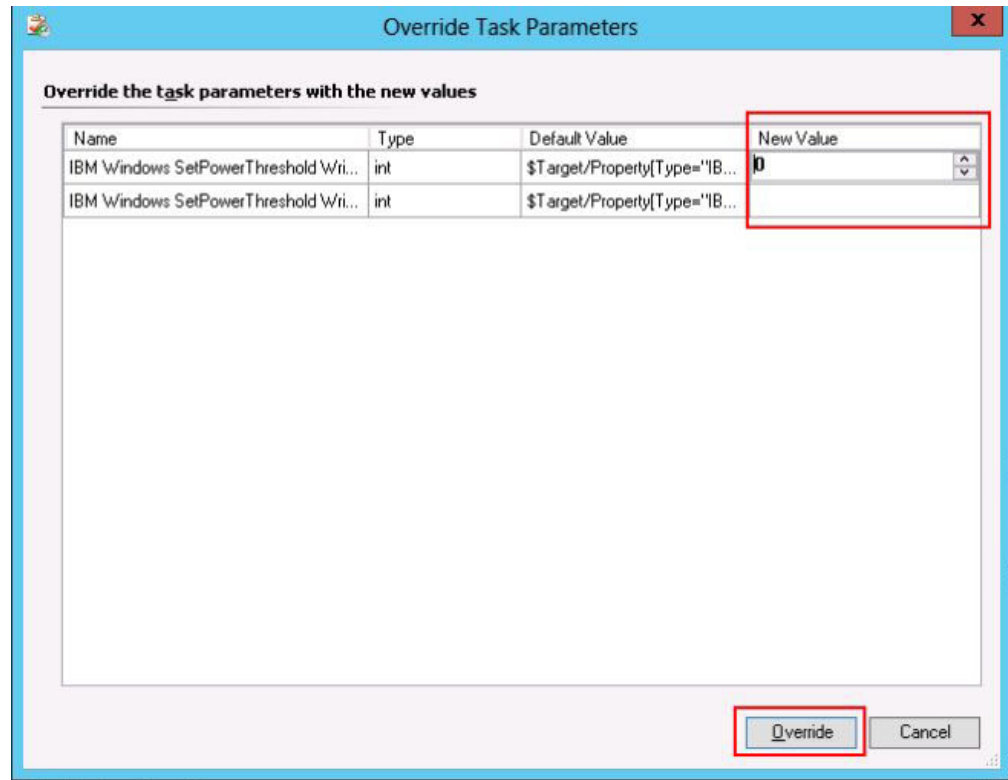 Override Task Parameters
x
Override the task parameters with the new values
Name Type Default Value New Value
IBM Windows SetPowerThreshold Wri... int $Target/Property[Type="IB... 0
IBM Windows SetPowerThreshold Wri... int $Target/Property[Type="IB...
Override Cancel